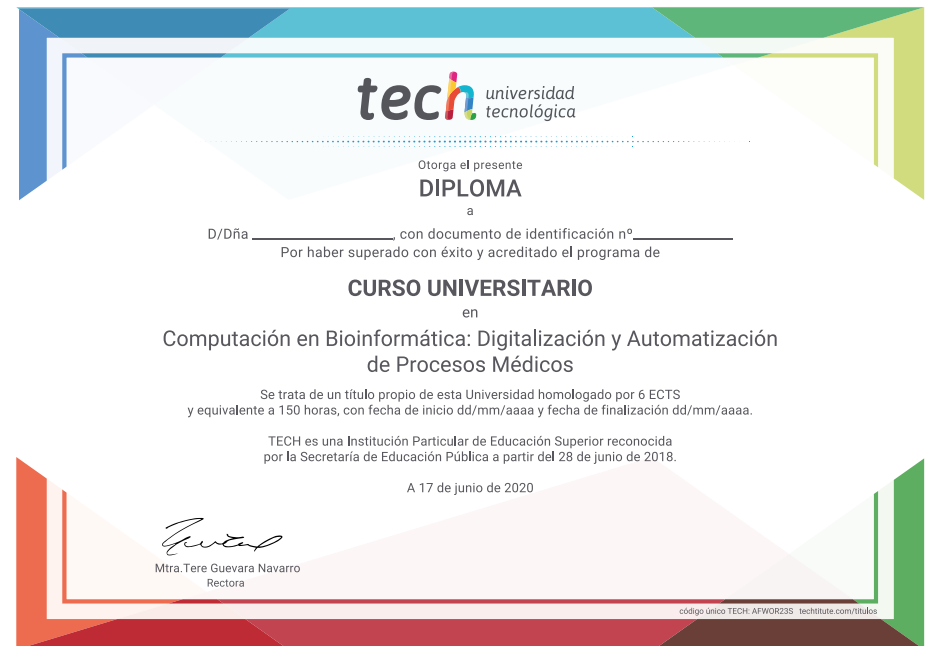 tech universidad
tecnológica
Otorga el presente
DIPLOMA
a
D/Dña ________________, con documento de identificación nº____________
Por haber superado con éxito y acreditado el programa de
CURSO UNIVERSITARIO
en
Computación en Bioinformática: Digitalización y Automatización
de Procesos Médicos
Se trata de un título propio de esta Universidad homologado por 6 ECTS
y equivalente a 150 horas, con fecha de inicio dd/mm/aaaa y fecha de finalización dd/mm/aaaa.
TECH es una Institución Particular de Educación Superior reconocida
por la Secretaría de Educación Pública a partir del 28 de junio de 2018.
A 17 de junio de 2020
Mtra.Tere Guevara Navarro
Rectora
código único TECH: AFWOR23S techtitute.com/titulos